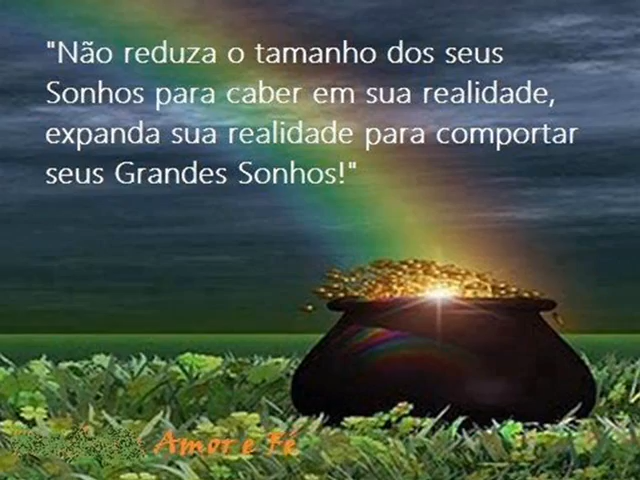 "Não reduza o tamanho dos seus
Sonhos para caber em sua realidade,
expanda sua realidade para comportar
seus Grandes Sonhos!"
Amor e Fé